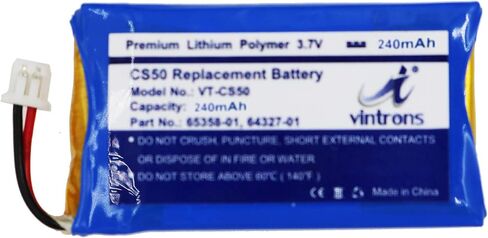 Premium Lithium Polymer 3.7V 240mAh
CS50 Replacement Battery
Model No.: VT-CS50
Capacity: 240mAh
Part No.: 65358-01, 64327-01
vintrons
DO NOT CRUSH, PUNCTURE, SHORT EXTERNAL CONTACTS
OR DISPOSE OF IN FIRE OR WATER
DO NOT EXPOSED ABOVE 60℃ (140℉)
Made in China